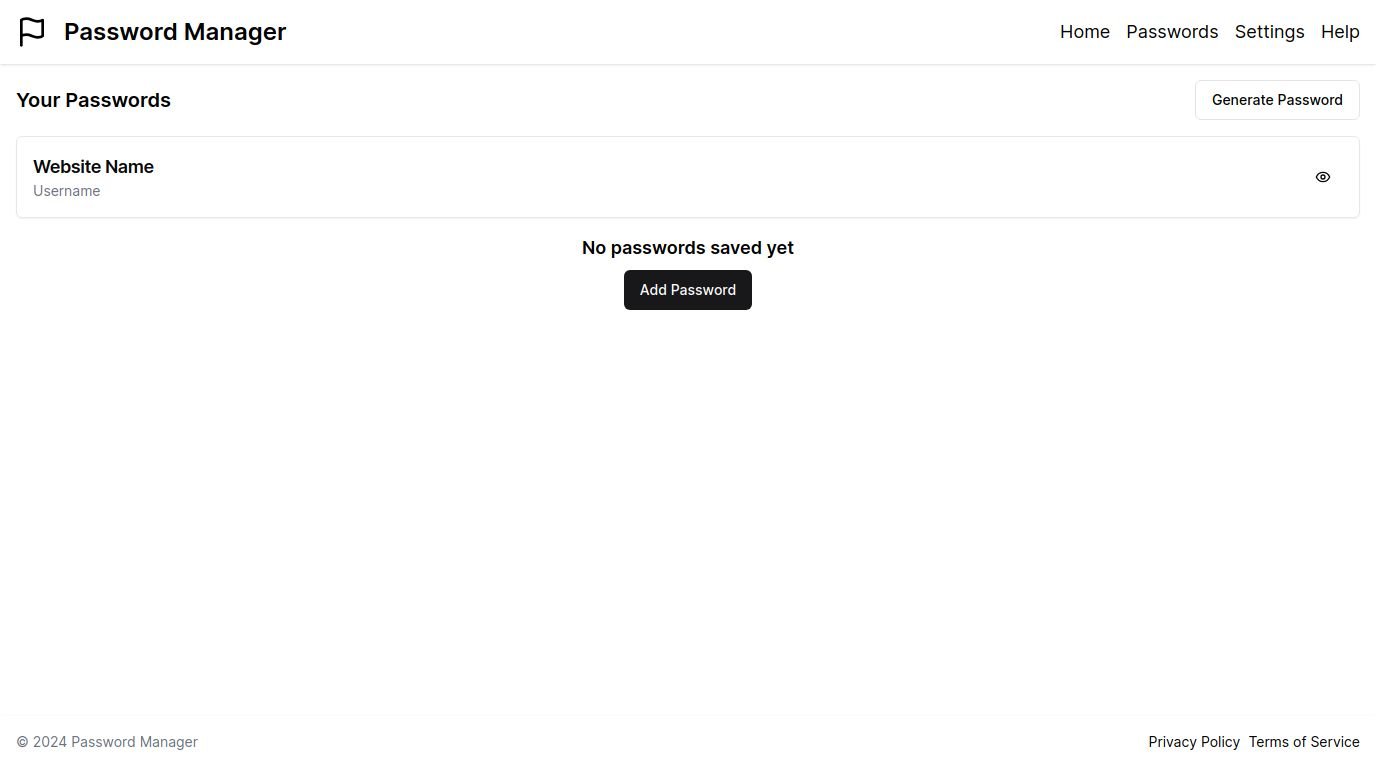 Password Manager
Home Passwords Settings Help
Your Passwords
Generate Password
Website Name
Username
No passwords saved yet
Add Password
© 2024 Password Manager
Privacy Policy Terms of Service